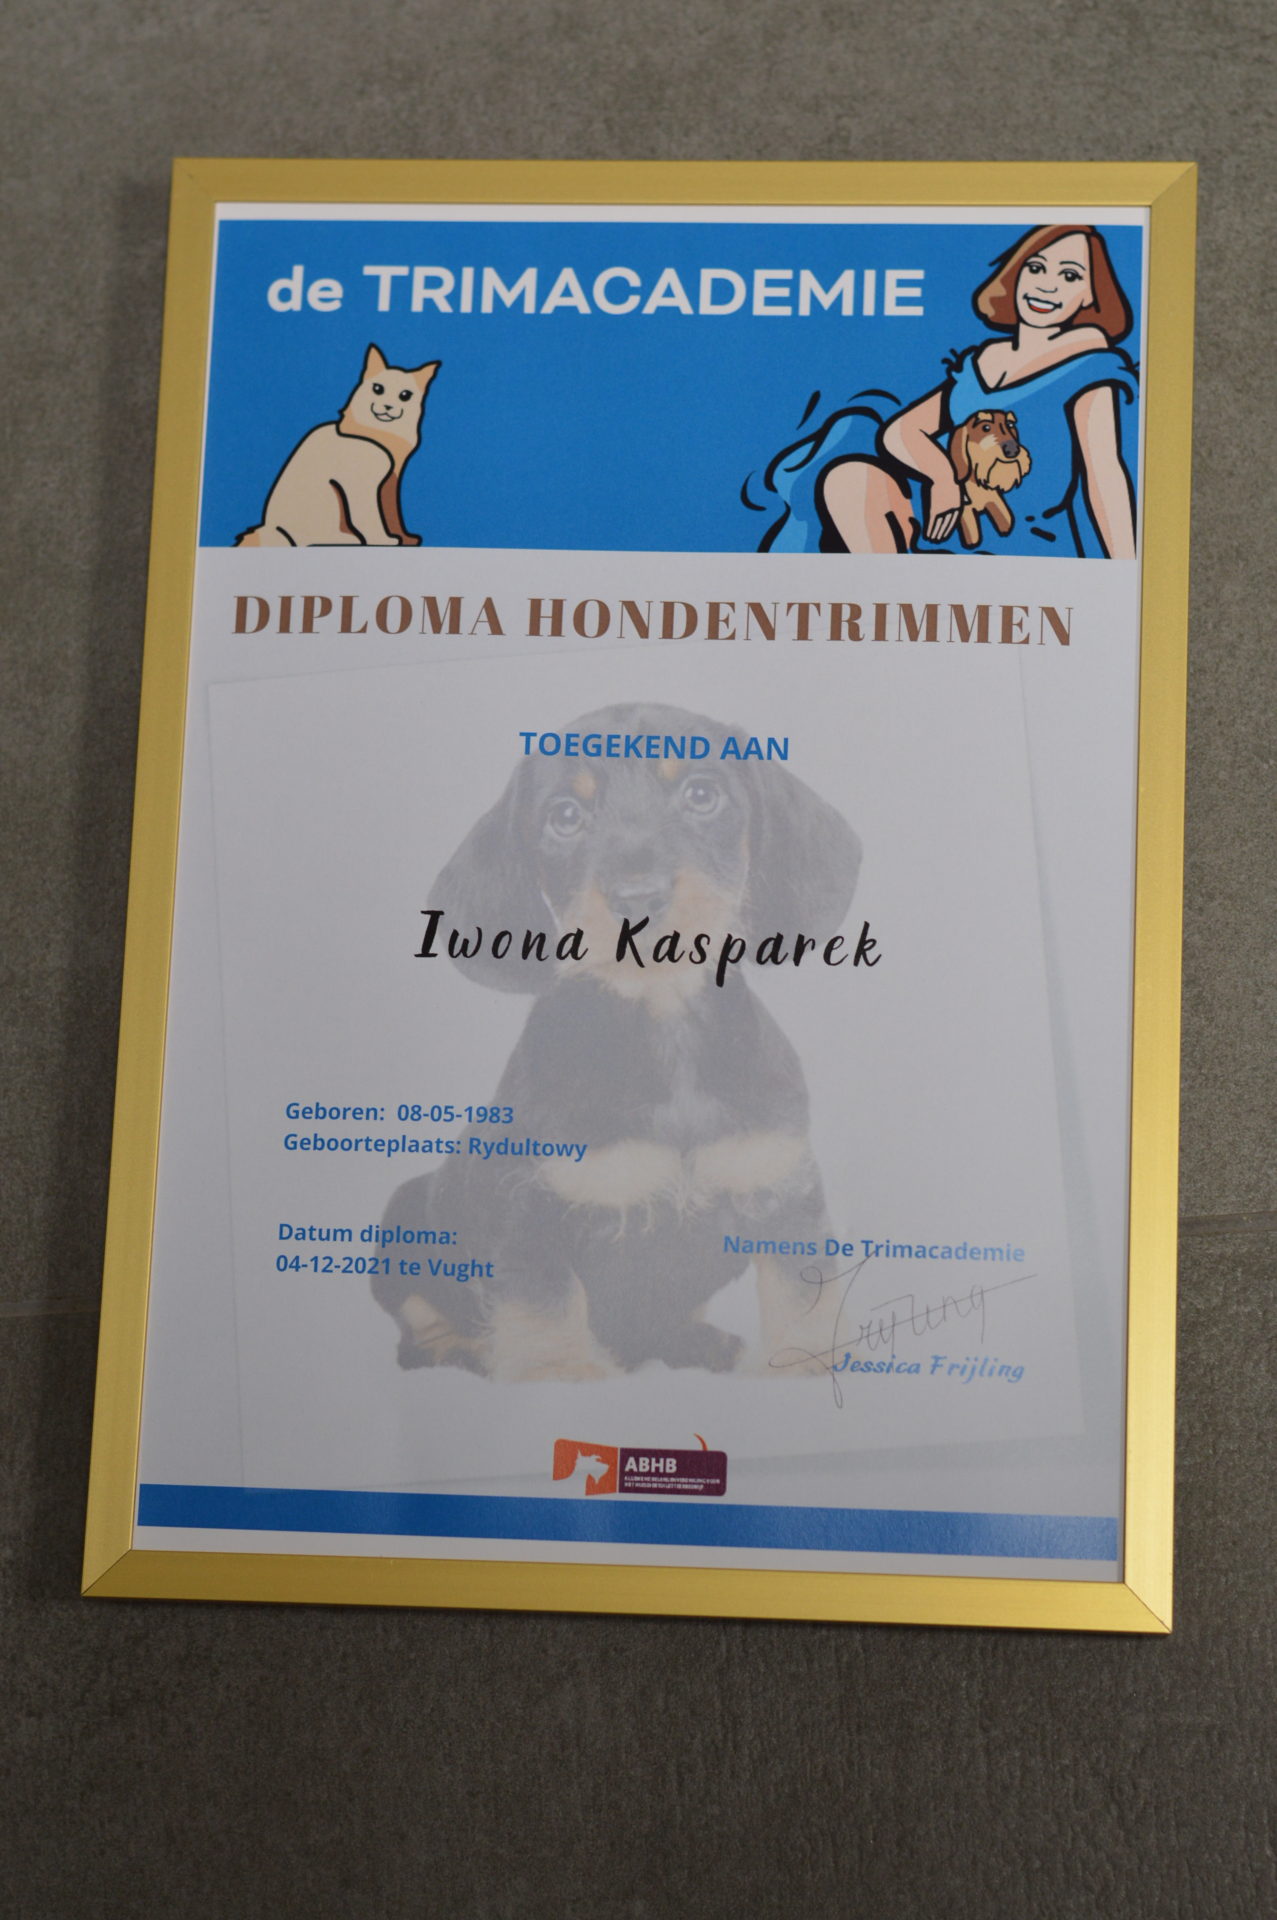 de TRIMACADEMIE
DIPLOMA HONDENTRIMMEN
TOEGEKEND AAN
Iwona Kasparek
Geboren: 08-05-1983
Geboorteplaats: Rydultowy
Datum diploma:
04-12-2021 te Vught
Namens De Trimacademie
Frijling
Jessica Frijling
ABHB